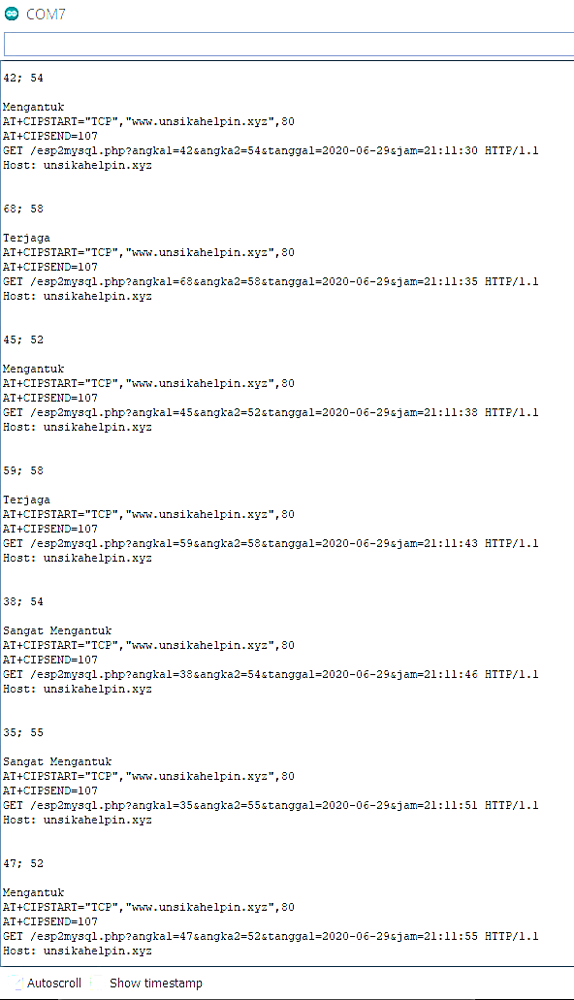 COM7
42; 54
Mengantuk
AT+CIPSTART="TCP","www.unsikahelpin.xyz",80
AT+CIPSEND=107
GET /esp2mysql.php?angka1=42&angka2=54&tanggal=2020-06-29&jam=21:11:30 HTTP/1.1
Host: unsikahelpin.xyz
68; 58
Terjaga
AT+CIPSTART="TCP","www.unsikahelpin.xyz",80
AT+CIPSEND=107
GET /esp2mysql.php?angka1=68&angka2=58&tanggal=2020-06-29&jam=21:11:35 HTTP/1.1
Host: unsikahelpin.xyz
45; 52
Mengantuk
AT+CIPSTART="TCP","www.unsikahelpin.xyz",80
AT+CIPSEND=107
GET /esp2mysql.php?angka1=45&angka2=52&tanggal=2020-06-29&jam=21:11:38 HTTP/1.1
Host: unsikahelpin.xyz
59; 58
Terjaga
AT+CIPSTART="TCP","www.unsikahelpin.xyz",80
AT+CIPSEND=107
GET /esp2mysql.php?angka1=59&angka2=58&tanggal=2020-06-29&jam=21:11:43 HTTP/1.1
Host: unsikahelpin.xyz
38; 54
Sangat Mengantuk
AT+CIPSTART="TCP","www.unsikahelpin.xyz",80
AT+CIPSEND=107
GET /esp2mysql.php?angka1=38&angka2=54&tanggal=2020-06-29&jam=21:11:46 HTTP/1.1
Host: unsikahelpin.xyz
35; 55
Sangat Mengantuk
AT+CIPSTART="TCP","www.unsikahelpin.xyz",80
AT+CIPSEND=107
GET /esp2mysql.php?angka1=35&angka2=55&tanggal=2020-06-29&jam=21:11:51 HTTP/1.1
Host: unsikahelpin.xyz
47; 52
Mengantuk
AT+CIPSTART="TCP","www.unsikahelpin.xyz",80
AT+CIPSEND=107
GET /esp2mysql.php?angka1=47&angka2=52&tanggal=2020-06-29&jam=21:11:55 HTTP/1.1
Host: unsikahelpin.xyz
Autoscroll Show timestamp